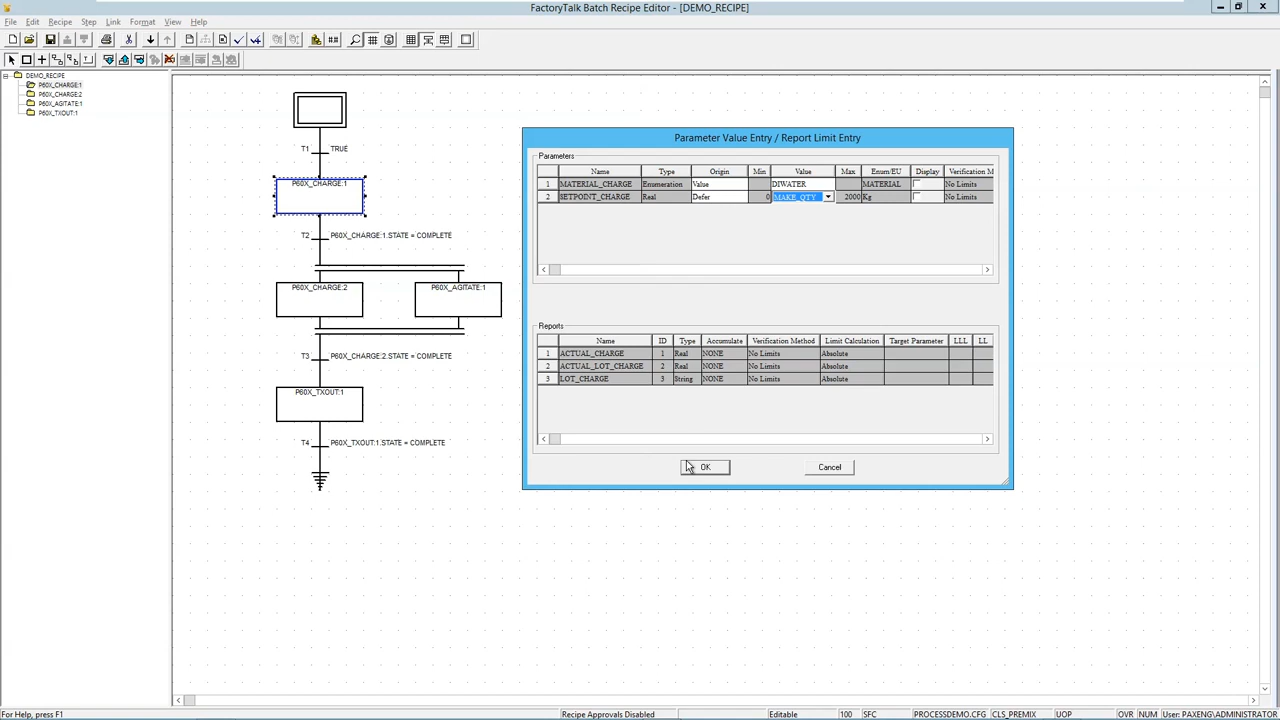 FactoryTalk Batch Recipe Editor - [DEMO_RECIPE]
File Edit Recipe Step Link Format View Help
DEMO_RECIPE
P60X_CHARGE:1
P60X_CHARGE:2
P60X_AGITATE:1
P60X_TXOUT:1
T1 TRUE
P60X_CHARGE:1
T2 P60X_CHARGE:1.STATE = COMPLETE
P60X_CHARGE:2 P60X_AGITATE:1
T3 P60X_CHARGE:2.STATE = COMPLETE
P60X_TXOUT:1
T4 P60X_TXOUT:1.STATE = COMPLETE
Parameter Value Entry / Report Limit Entry
Parameters
Name Type Origin Min Value Max Enum/EU Display Verification M
1 MATERIAL_CHARGE Enumeration Value DIWATER MATERIAL No Limits
2 SETPOINT_CHARGE Real Defer 0 MAKE_QTY 2000 Kg No Limits
Reports
Name ID Type Accumulate Verification Method Limit Calculation Target Parameter LLL LL
1 ACTUAL_CHARGE 1 Real NONE No Limits Absolute
2 ACTUAL_LOT_CHARGE 2 Real NONE No Limits Absolute
3 LOT_CHARGE 3 String NONE No Limits Absolute
OK Cancel
For Help, press F1 Recipe Approvals Disabled Editable 100 SFC PROCESSDEMO.CFG CLS_PREMIX UOP OVR NUM User: PAXENG\ADMINISTRATOR